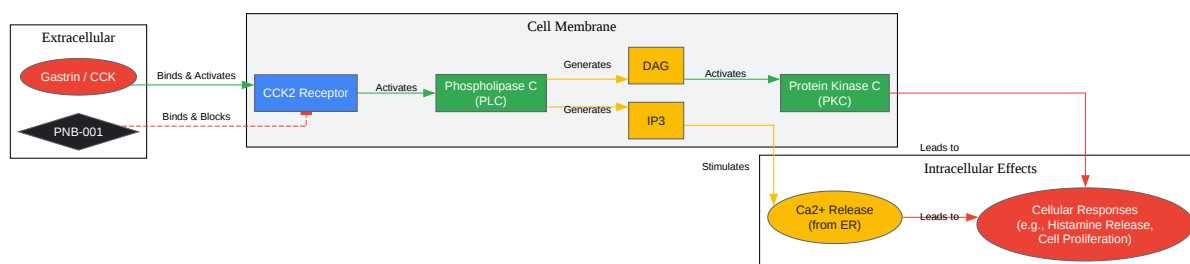 Extracellular
Gastrin / CCK
PNB-001
Binds & Activates
Binds & Blocks
Cell Membrane
CCK2 Receptor
Activates
Phospholipase C
(PLC)
Generates
Generates
DAG
IP3
Activates
Protein Kinase C
(PKC)
Stimulates
Leads to
Intracellular Effects
Ca2+ Release
(from ER)
Leads to
Cellular Responses
(e.g., Histamine Release,
Cell Proliferation)